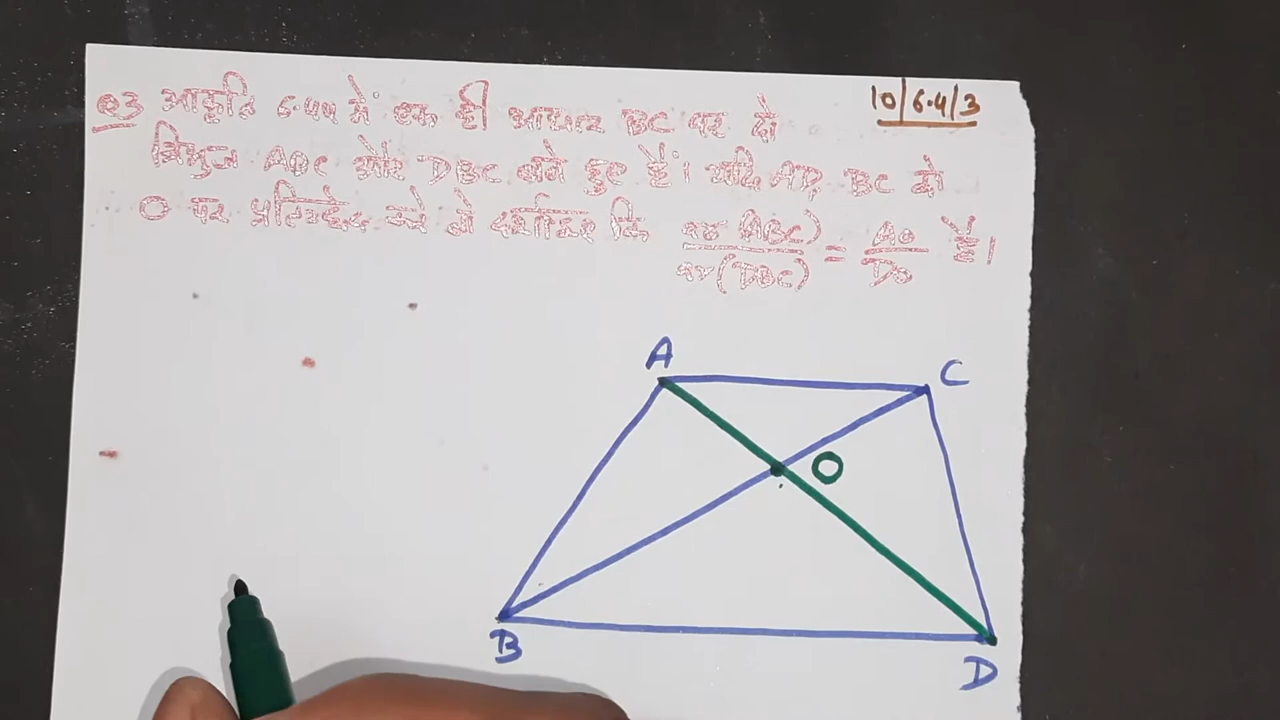 Q3 आकृति 6.44 में एक ही आधार BC पर दो
10/6.4/3
त्रिभुज ABC और DBC बने हुए हैं। यदि AD, BC को
O पर प्रतिच्छेद करे तो दर्शाइए कि ar ABC) = AO है।
ar(DBC) DO
A
C
O
B
D